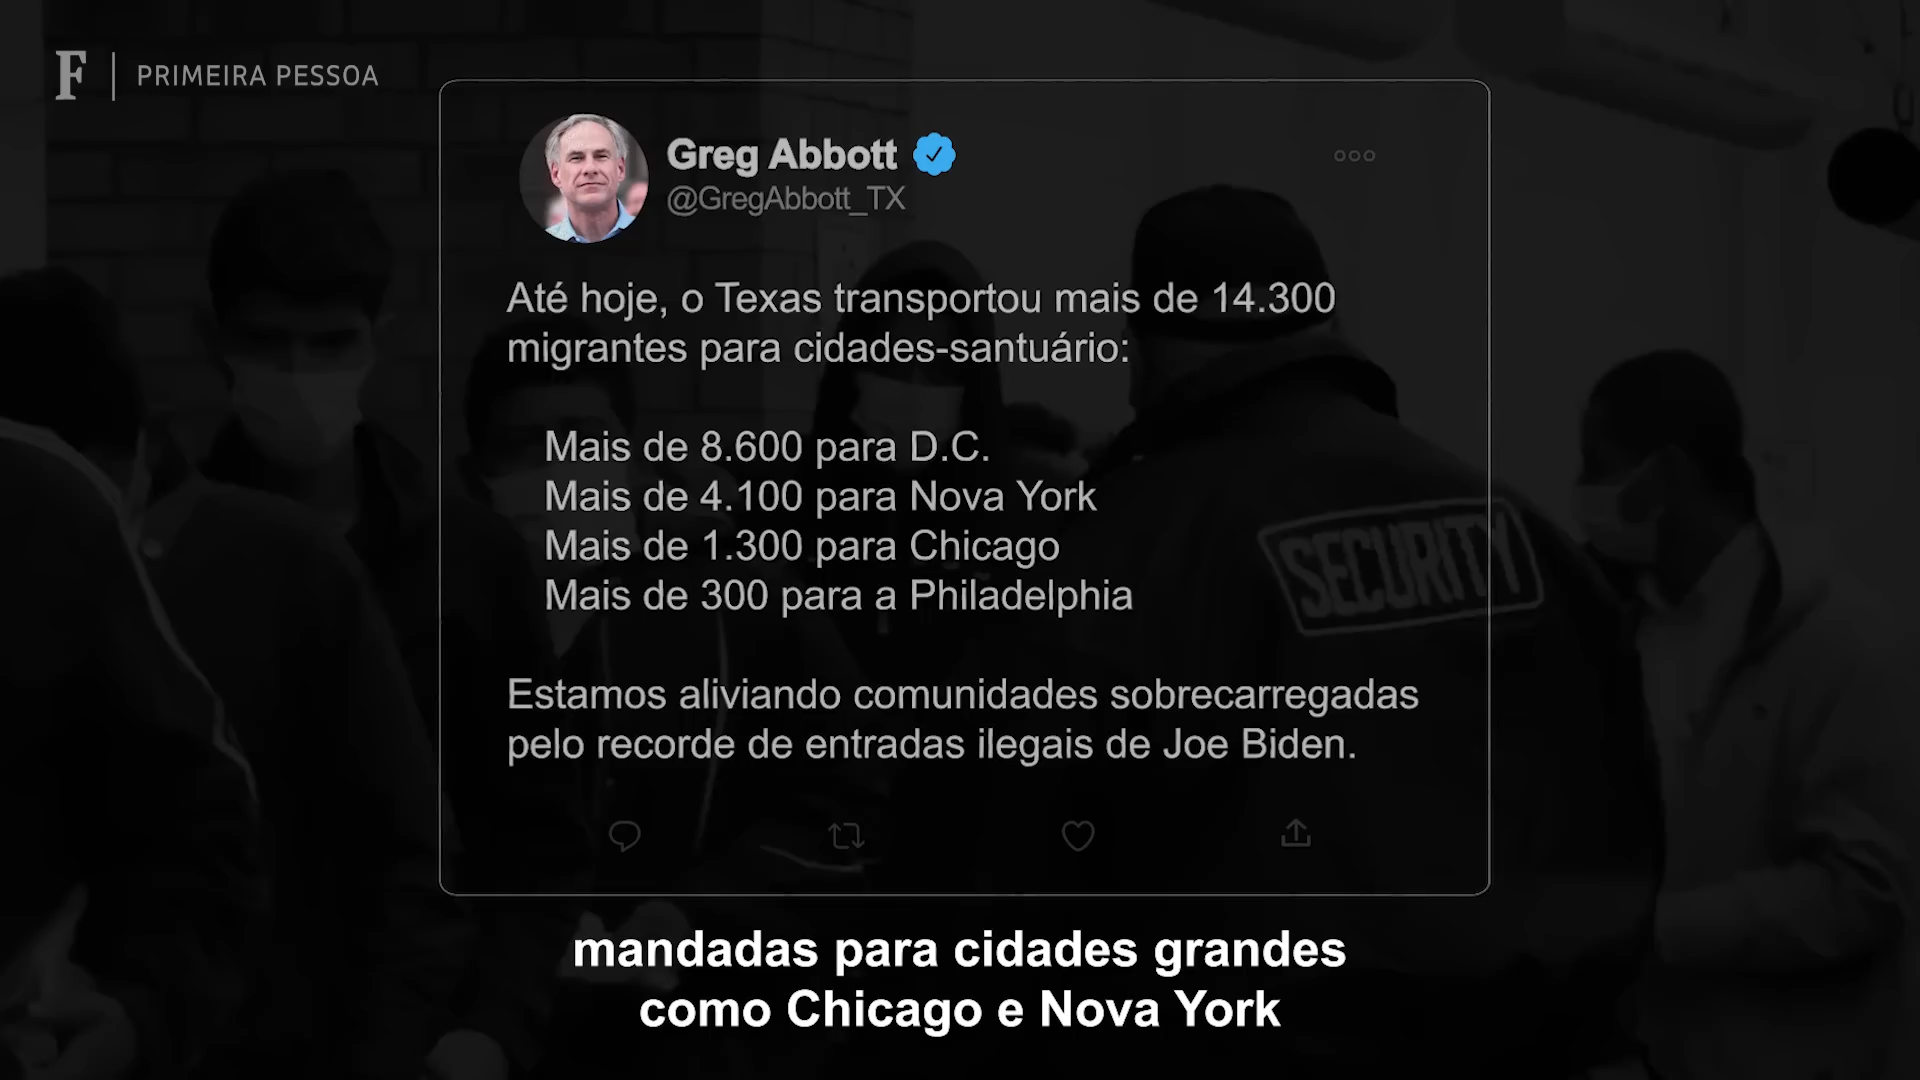 F | PRIMEIRA PESSOA
Greg Abbott
@GregAbbott_TX
Até hoje, o Texas transportou mais de 14.300
migrantes para cidades-santuário:
Mais de 8.600 para D.C.
Mais de 4.100 para Nova York
Mais de 1.300 para Chicago
Mais de 300 para a Philadelphia
SECURITY
Estamos aliviando comunidades sobrecarregadas
pelo recorde de entradas ilegais de Joe Biden.
mandadas para cidades grandes
como Chicago e Nova York